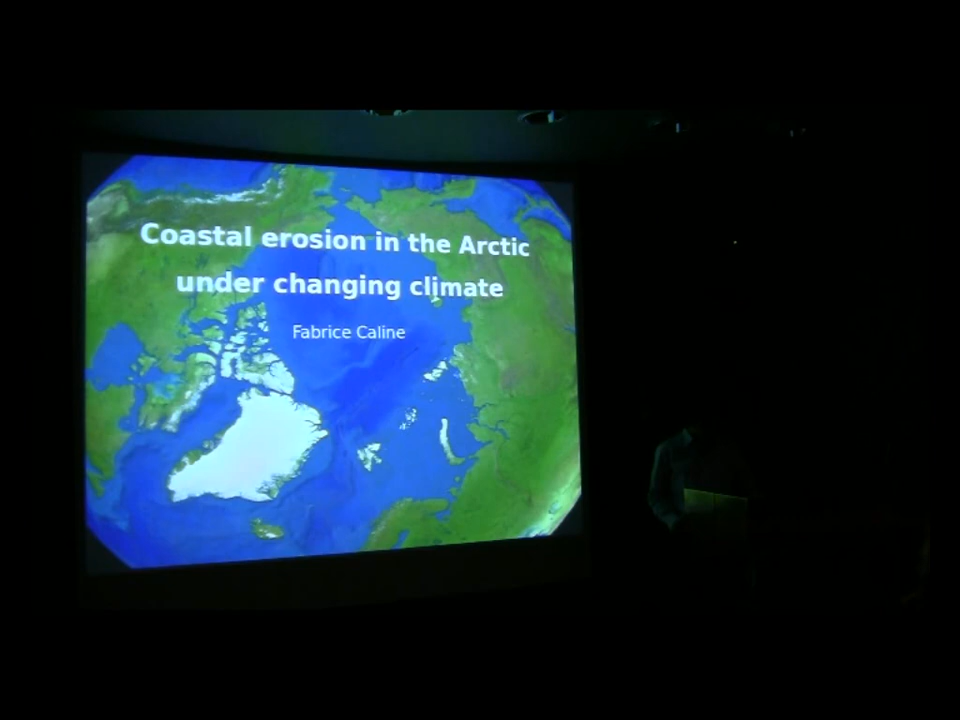 Coastal erosion in the Arctic
under changing climate
Fabrice Caline